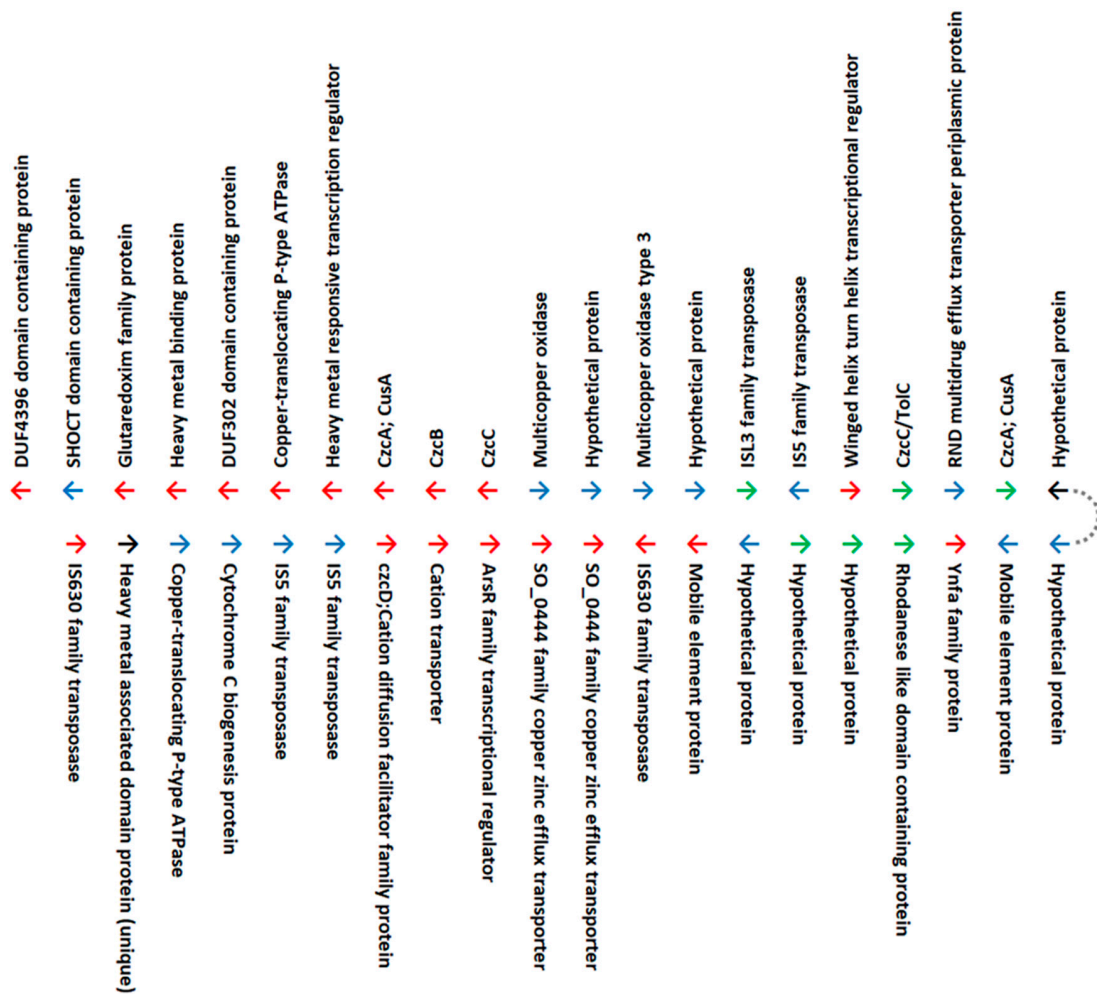 DUF4396 domain containing protein
SHOCT domain containing protein
Glutaredoxim family protein
Heavy metal binding protein
DUF302 domain containing protein
Copper-translocating P-type ATPase
Heavy metal responsive transcription regulator
CzcA; CusA
CzcB
CzcC
Multicopper oxidase
Hypothetical protein
Multicopper oxidase type 3
Hypothetical protein
ISL3 family transposase
IS5 family transposase
Winged helix turn helix transcriptional regulator
CzcC/TolC
RND multidrug efflux transporter periplasmic protein
CzcA; CusA
Hypothetical protein
IS630 family transposase
Heavy metal associated domain protein (unique)
Copper-translocating P-type ATPase
Cytochrome C biogenesis protein
IS5 family transposase
IS5 family transposase
czcD;Cation diffusion facilitator family protein
Cation transporter
ArsR family transcriptional regulator
SO_0444 family copper zinc efflux transporter
SO_0444 family copper zinc efflux transporter
IS630 family transposase
Mobile element protein
Hypothetical protein
Hypothetical protein
Hypothetical protein
Rhodanese like domain containing protein
Ynfa family protein
Mobile element protein
Hypothetical protein